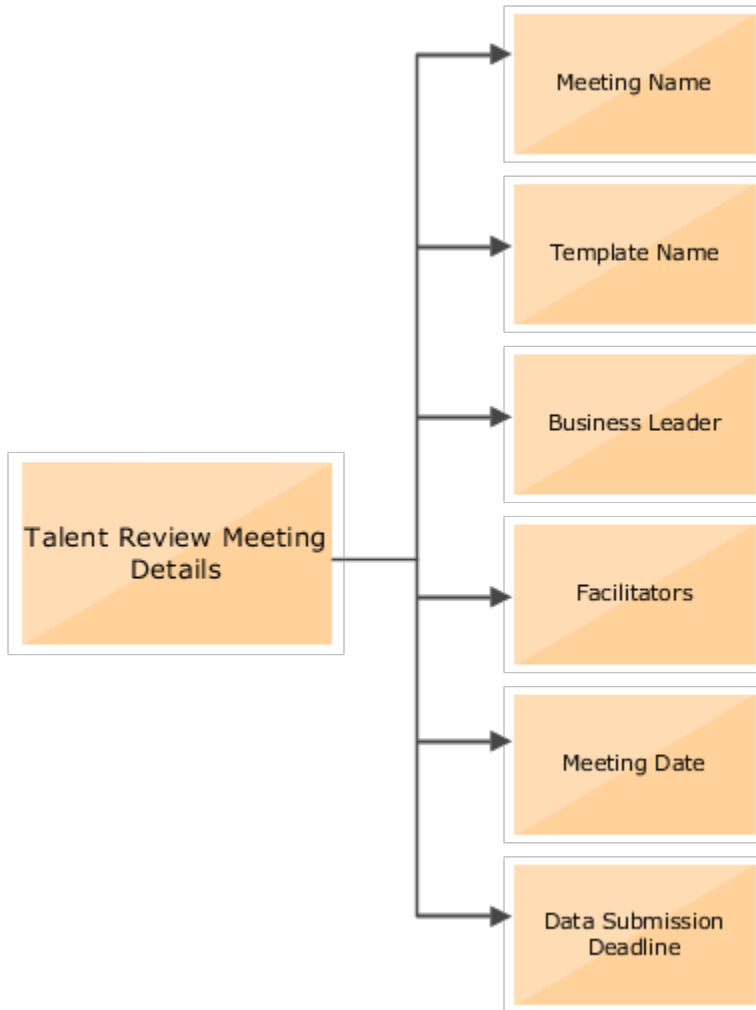 Meeting Name
Template Name
Business Leader
Talent Review Meeting
Details
Facilitators
Meeting Date
Data Submission
Deadline